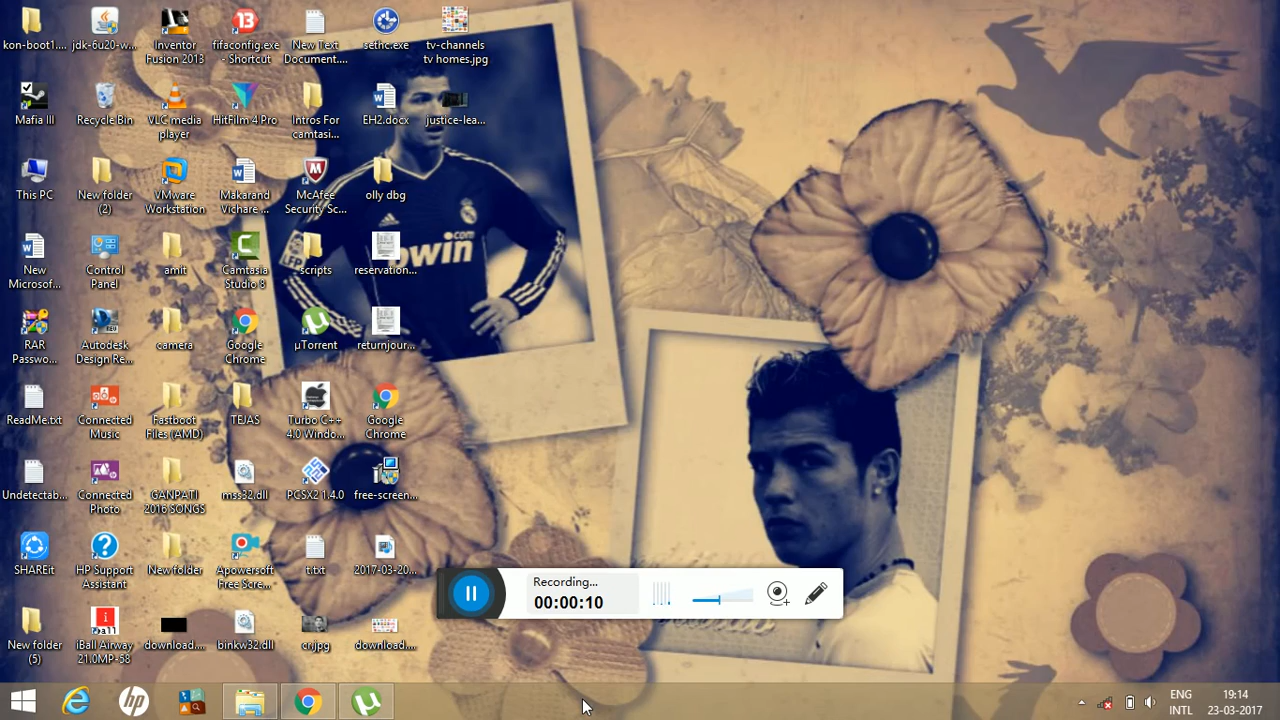 kon-boot1....
jdk-6u20-w...
Inventor
Fusion 2013
fifaconfig.exe
- Shortcut
New Text
Document....
sethc.exe
tv-channels
tv homes.jpg
Mafia III
Recycle Bin
VLC media
player
HitFilm 4 Pro
Intros For
camtasi...
EH2.docx
justice-lea...
This PC
New folder
(2)
VMware
Workstation
Makarand
Vichare ...
McAfee
Security Sc...
olly dbg
New
Microsof...
Control
Panel
amit
Camtasia
Studio 8
scripts
reservation...
RAR
Passwo...
Autodesk
Design Re...
camera
Google
Chrome
µTorrent
returnjour...
ReadMe.txt
Connected
Music
Fastboot
Files (AMD)
TEJAS
Turbo C++
4.0 Windo...
Google
Chrome
Undetectab...
Connected
Photo
GANPATI
2016 SONGS
mss32.dll
PCSX2 1.4.0
free-screen...
SHAREit
HP Support
Assistant
New folder
Apowersoft
Free Scre...
t.txt
2017-03-20...
New folder
(5)
iBall Airway
21.0MP-58
download....
binkw32.dll
cr.jpg
download....
LFP
bwin
.com
Recording...
00:00:10
hp
ENG
INTL
19:14
23-03-2017